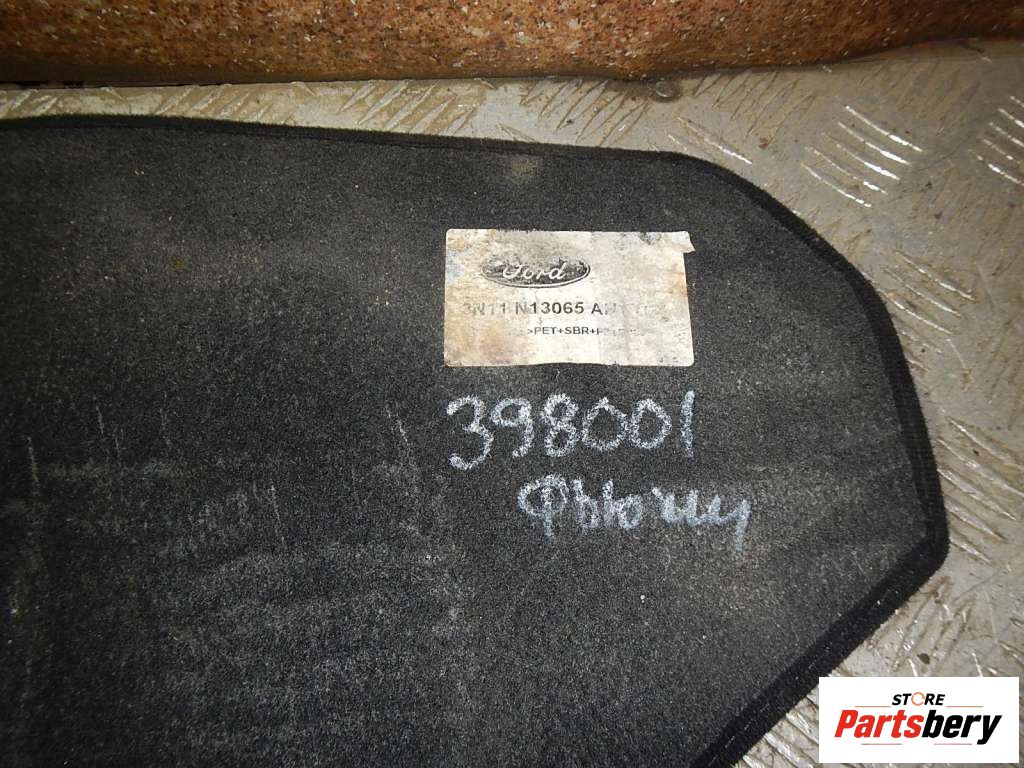 Ford
3N11 N13065
>PET+SBR+
398001
Фьюжн
STORE
Partsbery